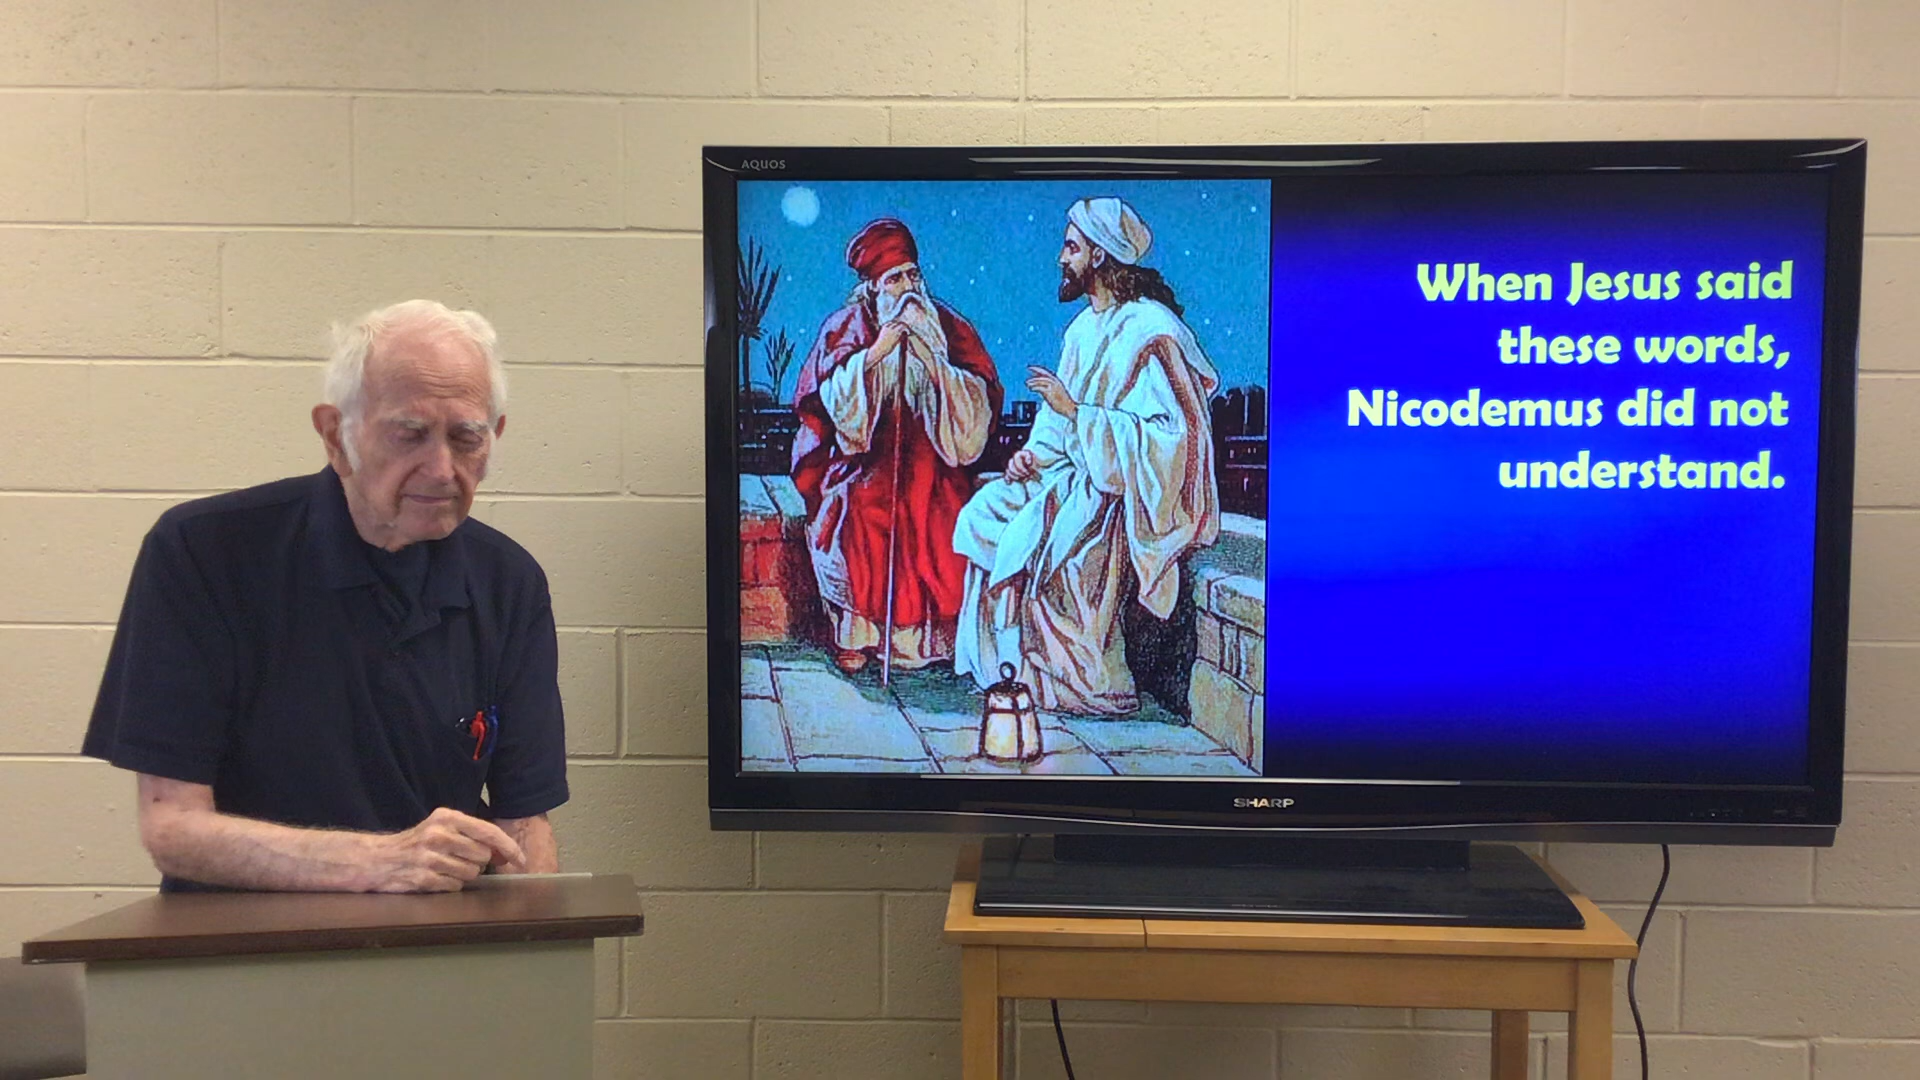 AQUOS
When Jesus said
these words,
Nicodemus did not
understand.
SHARP